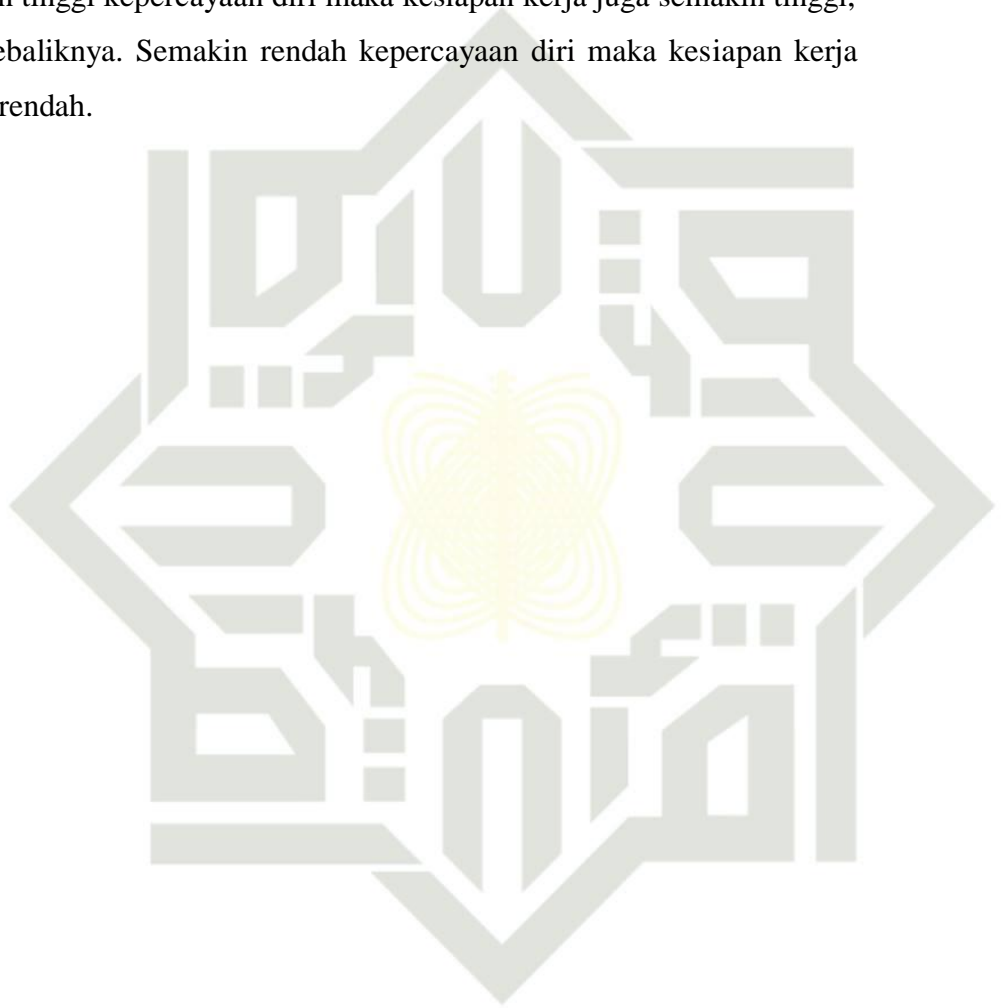 n tinggi kepercayaan diri maka kesiapan kerja juga semakin tinggi,
ebaliknya. Semakin rendah kepercayaan diri maka kesiapan kerja
rendah.